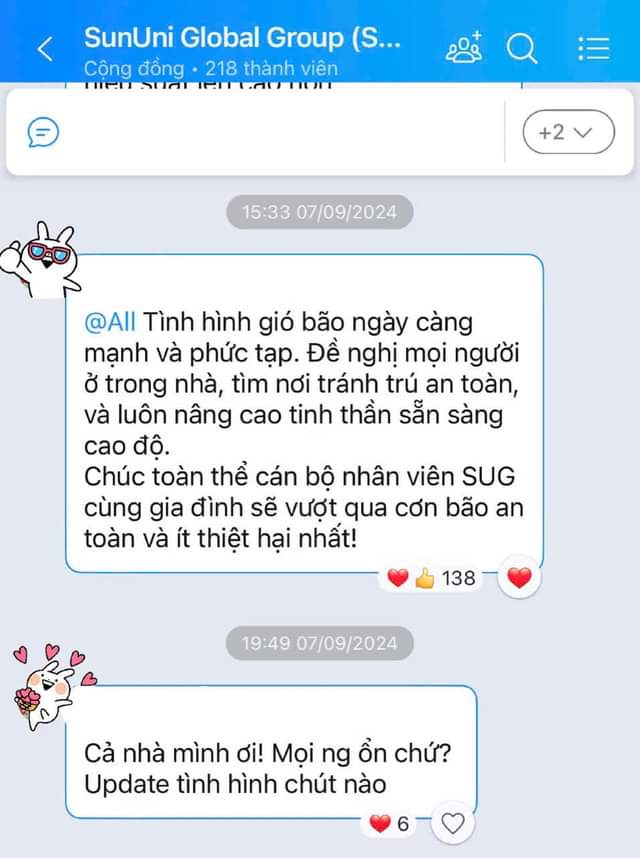 SunUni Global Group (S...
Cộng đồng • 218 thành viên
+2
15:33 07/09/2024
@All Tình hình gió bão ngày càng
mạnh và phức tạp. Đề nghị mọi người
ở trong nhà, tìm nơi tránh trú an toàn,
và luôn nâng cao tinh thần sẵn sàng
cao độ.
Chúc toàn thể cán bộ nhân viên SUG
cùng gia đình sẽ vượt qua cơn bão an
toàn và ít thiệt hại nhất!
138
19:49 07/09/2024
Cả nhà mình ơi! Mọi ng ổn chứ?
Update tình hình chút nào
6